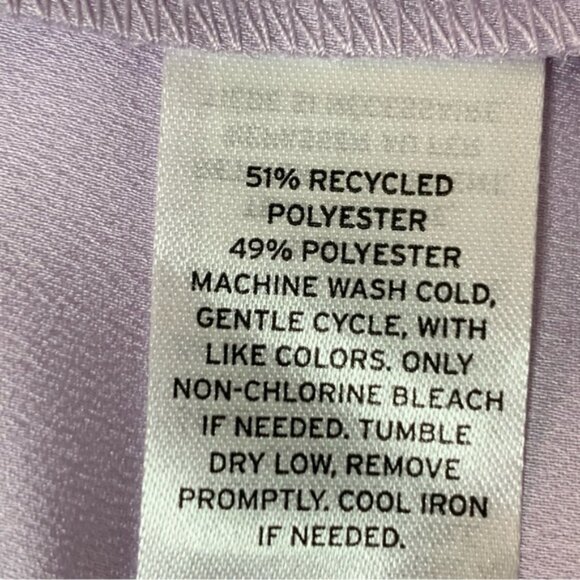 51% RECYCLED
POLYESTER
49% POLYESTER
MACHINE WASH COLD,
GENTLE CYCLE, WITH
LIKE COLORS. ONLY
NON-CHLORINE BLEACH
IF NEEDED. TUMBLE
DRY LOW, REMOVE
PROMPTLY. COOL IRON
IF NEEDED.